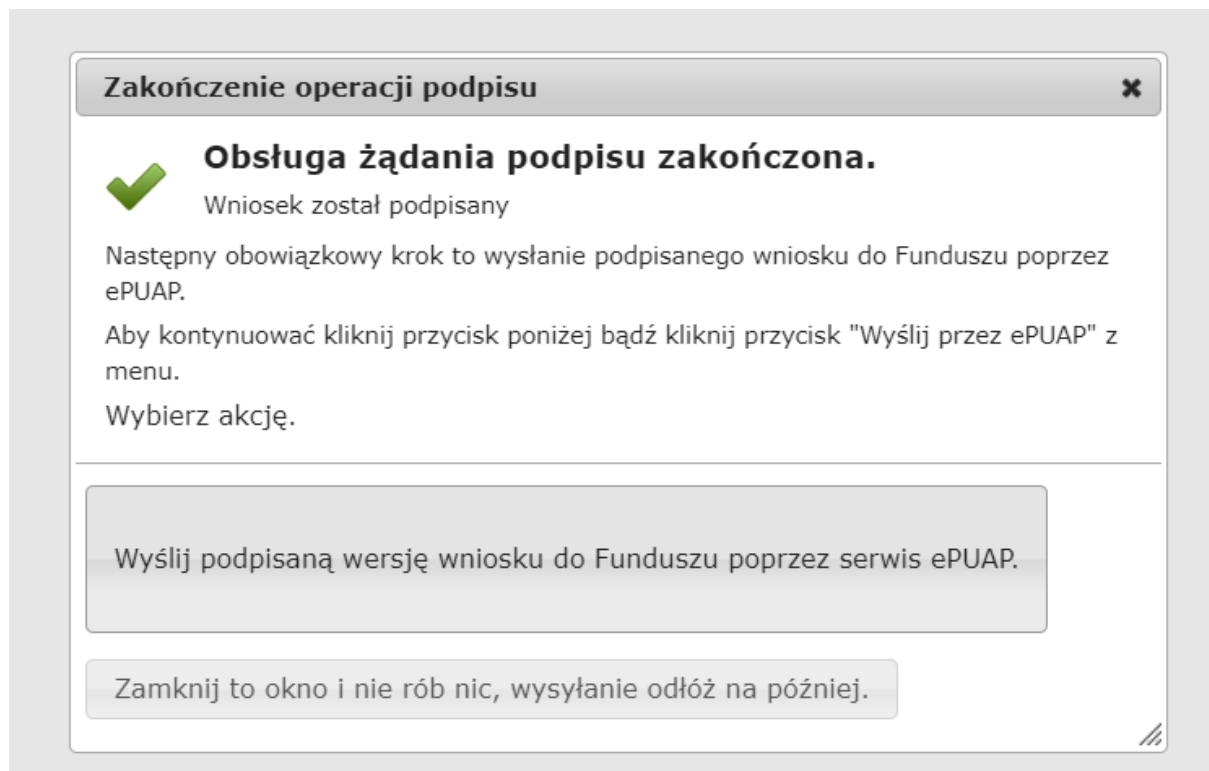 Zakończenie operacji podpisu
Obsługa żądania podpisu zakończona.
Wniosek został podpisany
Następny obowiązkowy krok to wysłanie podpisanego wniosku do Funduszu poprzez
ePUAP.
Aby kontynuować kliknij przycisk poniżej bądź kliknij przycisk "Wyślij przez ePUAP" z
menu.
Wybierz akcję.
Wyślij podpisaną wersję wniosku do Funduszu poprzez serwis ePUAP.
Zamknij to okno i nie rób nic, wysyłanie odłóż na później.